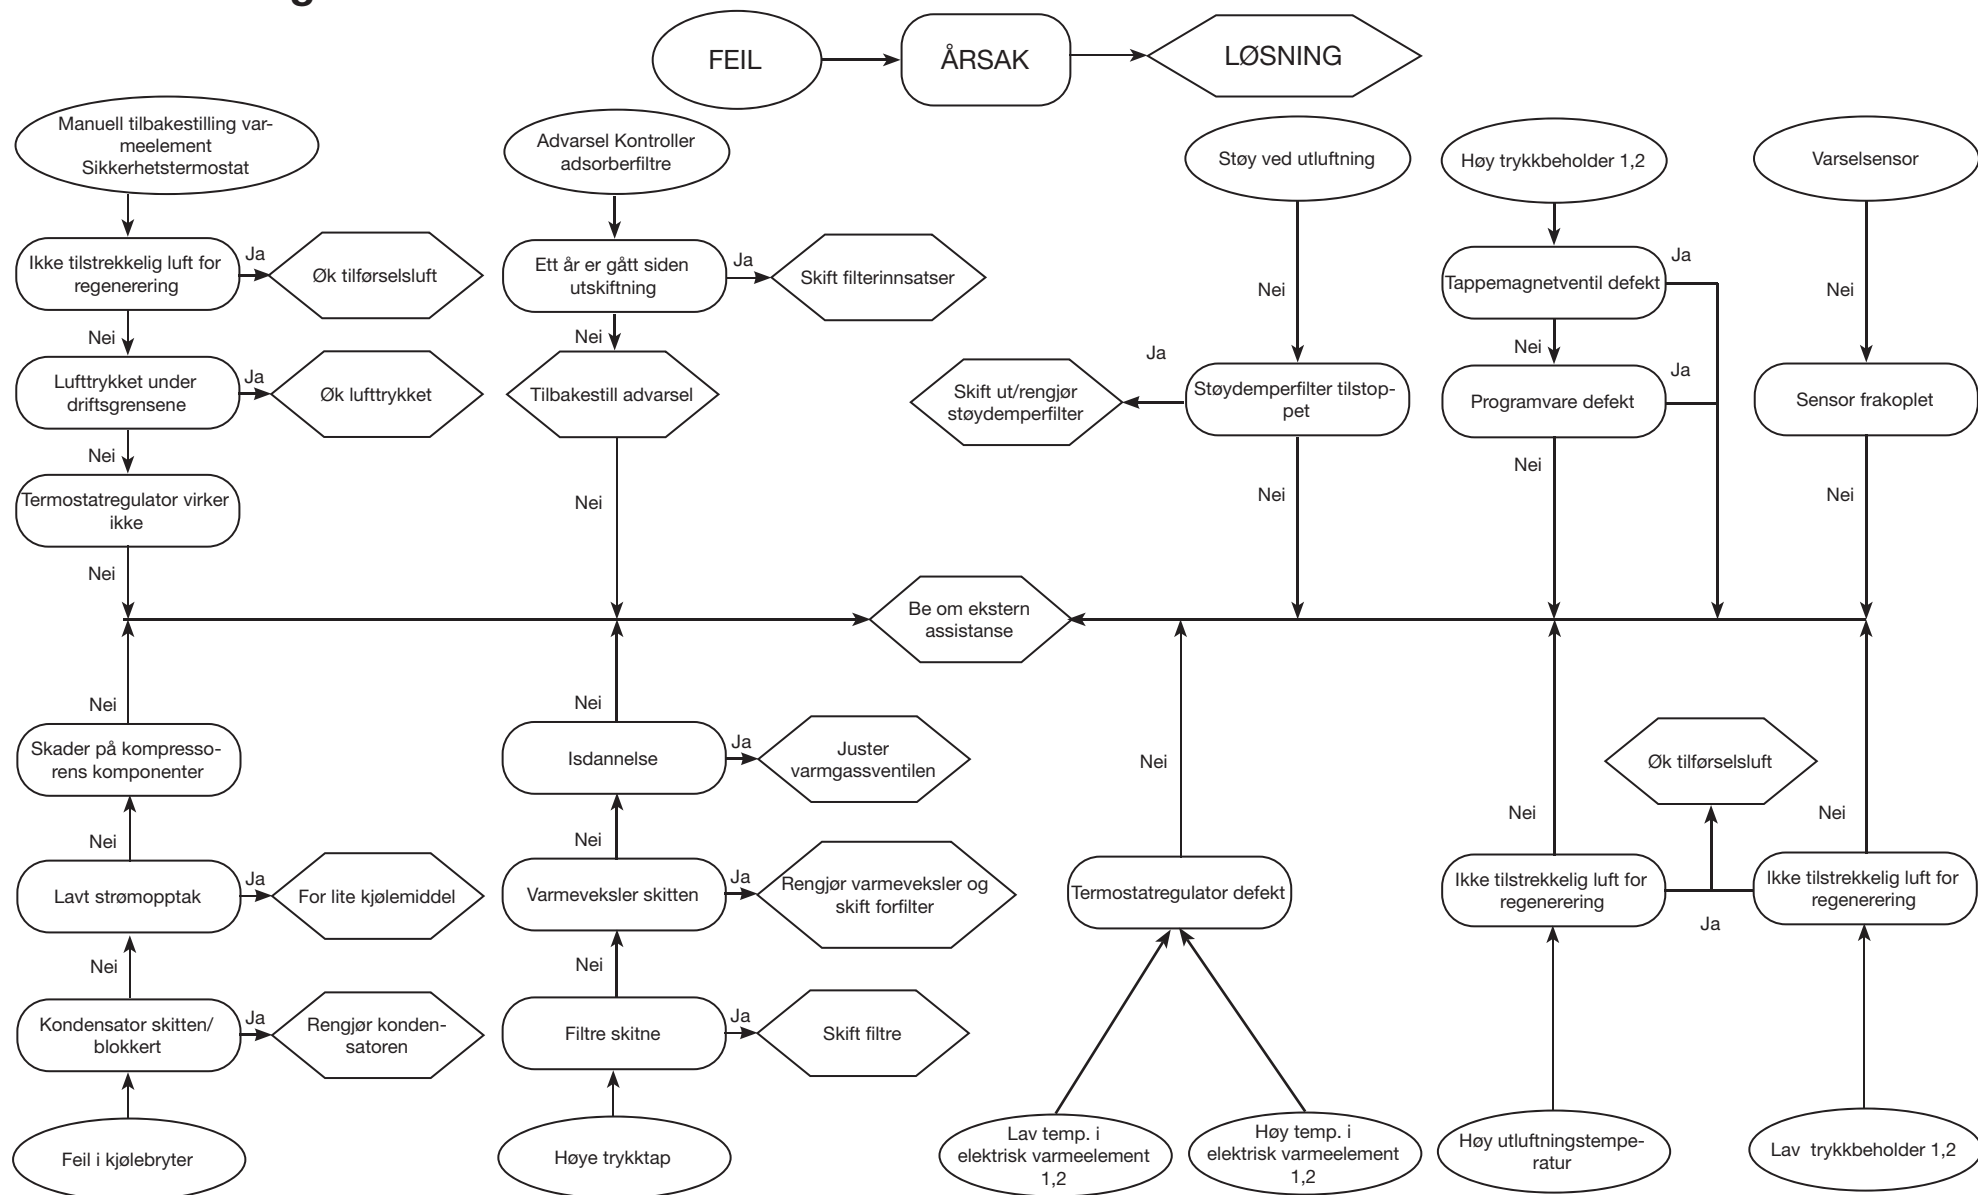 FEIL
ÅRSAK
LØSNING
Manuell tilbakestilling var-
meelement
Sikkerhetstermostat
Ikke tilstrekkelig luft for
regenerering
Ja
Øk tilførselsluft
Nei
Lufttrykket under
driftsgrensene
Ja
Øk lufttrykket
Nei
Termostatregulator virker
ikke
Nei
Advarsel Kontroller
adsorberfiltre
Ett år er gått siden
utskiftning
Ja
Skift filterinnsatser
Nei
Tilbakestill advarsel
Nei
Støy ved utluftning
Nei
Støydemperfilter tilstop-
pet
Ja
Skift ut/rengjør
støydemperfilter
Nei
Høy trykkbeholder 1,2
Tappemagnetventil defekt
Ja
Nei
Programvare defekt
Ja
Nei
Varselsensor
Nei
Sensor frakoplet
Nei
Be om ekstern
assistanse
Nei
Skader på kompresso-
rens komponenter
Nei
Lavt strømopptak
Ja
For lite kjølemiddel
Nei
Kondensator skitten/
blokkert
Ja
Rengjør konden-
satoren
Feil i kjølebryter
Nei
Isdannelse
Ja
Juster
varmgassventilen
Nei
Varmeveksler skitten
Ja
Rengjør varmeveksler og
skift forfilter
Nei
Filtre skitne
Ja
Skift filtre
Høye trykktap
Nei
Termostatregulator defekt
Lav temp. i
elektrisk varmeelement
1,2
Høy temp. i
elektrisk varmeelement
1,2
Nei
Ikke tilstrekkelig luft for
regenerering
Høy utluftningstempe-
ratur
Øk tilførselsluft
Ja
Nei
Ikke tilstrekkelig luft for
regenerering
Lav trykkbeholder 1,2